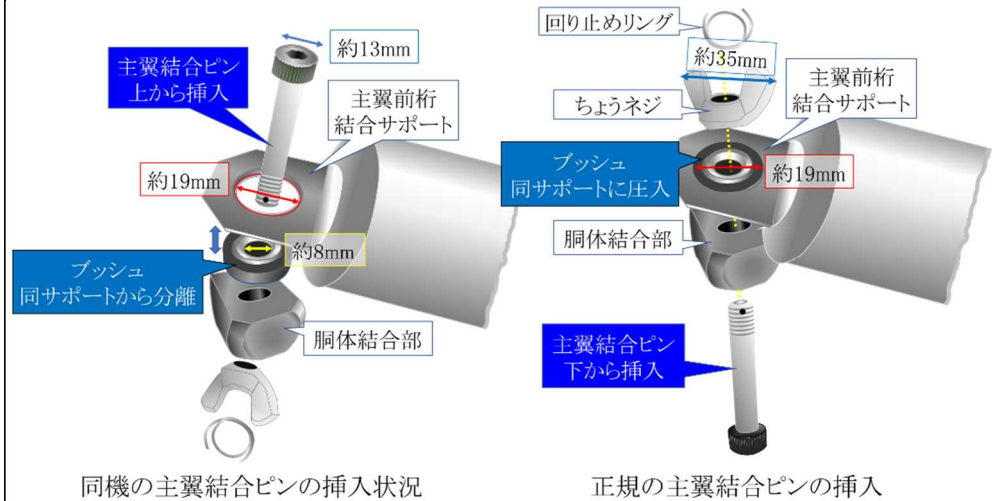 約13mm
主翼結合ピン
上から挿入
主翼前桁
結合サポート
約19mm
約8mm
ブッシュ
同サポートから分離
胴体結合部
同機の主翼結合ピンの挿入状況
回り止めリング
約35mm
ちょうネジ
主翼前桁
結合サポート
ブッシュ
同サポートに圧入
約19mm
胴体結合部
主翼結合ピン
下から挿入
正規の主翼結合ピンの挿入